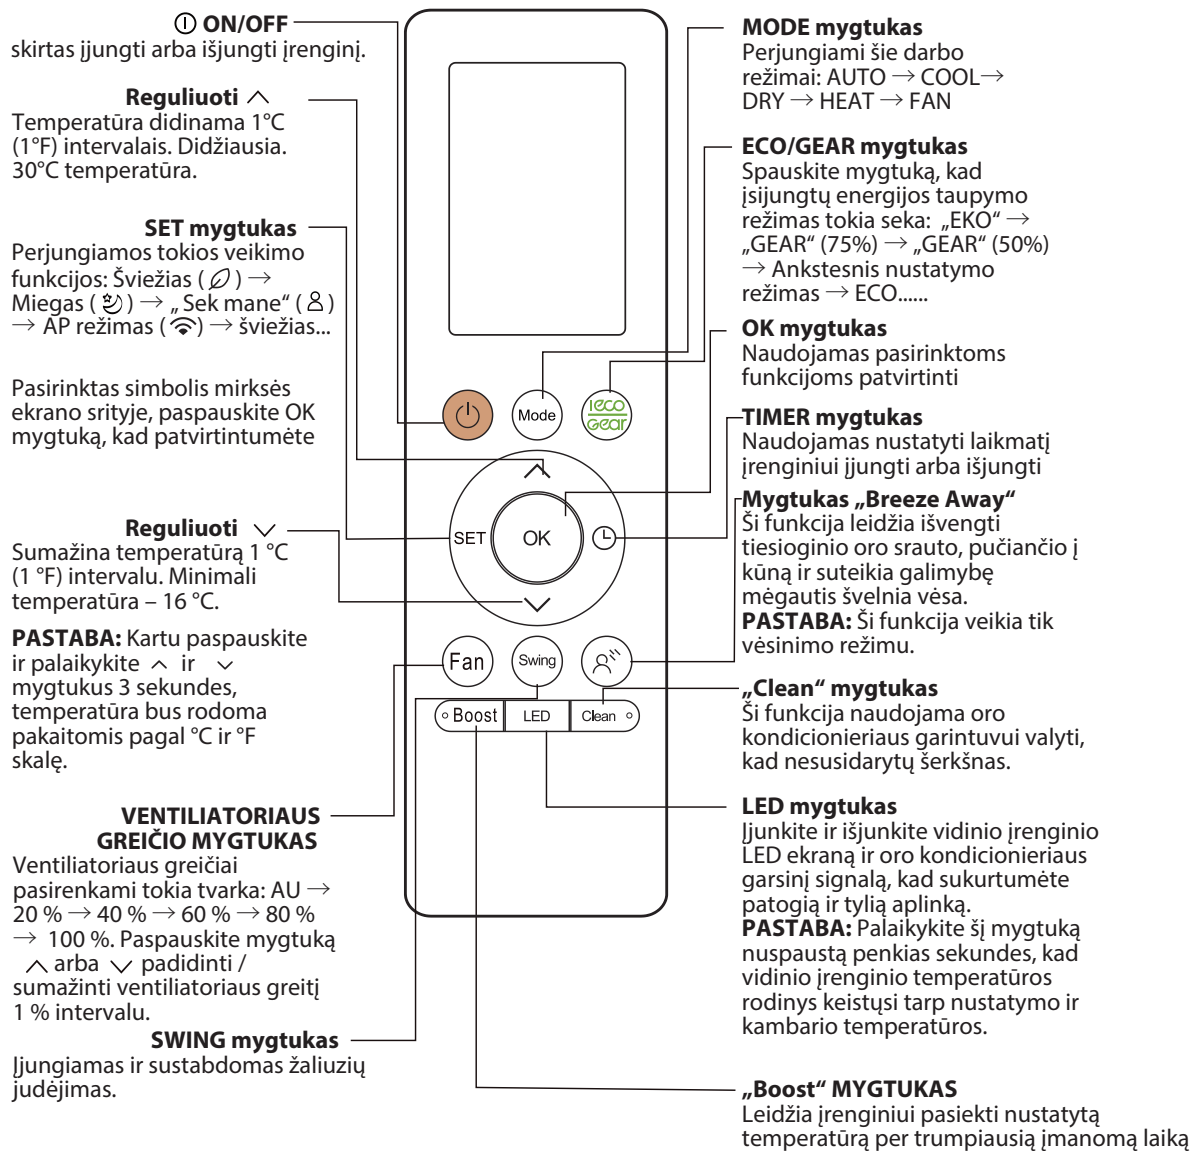 ON/OFF
skirtas įjungti arba išjungti įrenginį.
Reguliuoti
Temperatūra didinama 1°C
(1°F) intervalais. Didžiausia.
30°C temperatūra.
SET mygtukas
Perjungiamos tokios veikimo
funkcijos: Šviežias ( ) →
Miegas ( ) → „Sek mane“ ( )
→ AP režimas ( ) → šviežias...
Pasirinktas simbolis mirksės
ekrano srityje, paspauskite OK
mygtuką, kad patvirtintumėte
Reguliuoti
Sumažina temperatūrą 1 °C
(1 °F) intervalu. Minimali
temperatūra – 16 °C.
PASTABA: Kartu paspauskite
ir palaikykite ∧ ir ∨
mygtukus 3 sekundes,
temperatūra bus rodoma
pakaitomis pagal °C ir °F
skalę.
VENTILIATORIAUS
GREIČIO MYGTUKAS
Ventiliatoriaus greičiai
pasirenkami tokia tvarka: AU →
20 % → 40 % → 60 % → 80 %
→ 100 %. Paspauskite mygtuką
∧ arba ∨ padidinti /
sumažinti ventiliatoriaus greitį
1 % intervalu.
SWING mygtukas
Įjungiamas ir sustabdomas žaliuzių
judėjimas.
Mode
ieco
Gear
SET
OK
Fan
Swing
Boost
LED
Clean
MODE mygtukas
Perjungiami šie darbo
režimai: AUTO → COOL→
DRY → HEAT → FAN
ECO/GEAR mygtukas
Spauskite mygtuką, kad
įsijungtų energijos taupymo
režimas tokia seka: „EKO“ →
„GEAR“ (75%) → „GEAR“ (50%)
→ Ankstesnis nustatymo
režimas → ECO......
OK mygtukas
Naudojamas pasirinktoms
funkcijoms patvirtinti
TIMER mygtukas
Naudojamas nustatyti laikmatį
įrenginiui įjungti arba išjungti
Mygtukas „Breeze Away“
Ši funkcija leidžia išvengti
tiesioginio oro srauto, pučiančio į
kūną ir suteikia galimybę
mėgautis švelnia vėsa.
PASTABA: Ši funkcija veikia tik
vėsinimo režimu.
„Clean“ mygtukas
Ši funkcija naudojama oro
kondicionieriaus garintuvui valyti,
kad nesusidarytų šerkšnas.
LED mygtukas
Įjunkite ir išjunkite vidinio įrenginio
LED ekraną ir oro kondicionieriaus
garsinį signalą, kad sukurtumėte
patogią ir tylią aplinką.
PASTABA: Palaikykite šį mygtuką
nuspaustą penkias sekundes, kad
vidinio įrenginio temperatūros
rodinys keistųsi tarp nustatymo ir
kambario temperatūros.
„Boost“ MYGTUKAS
Leidžia įrenginiui pasiekti nustatytą
temperatūrą per trumpiausią įmanomą laiką